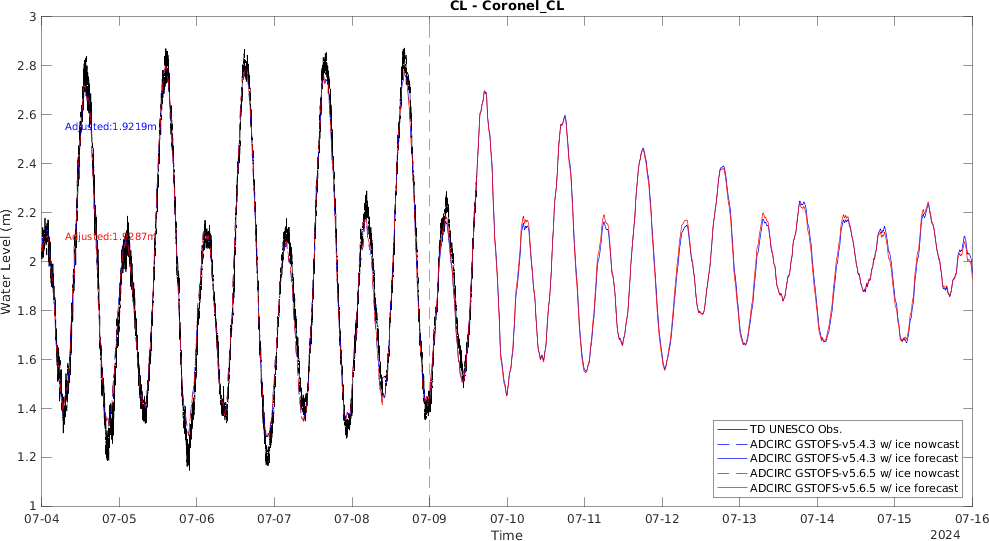 CL - Coronel_CL
3
2.8
2.6
2.4
2.2
2
1.8
1.6
1.4
1.2
1
Water Level (m)
Adjusted:1.9219m
Adjusted:1.9287m
TD UNESCO Obs.
ADCIRC GSTOFS-v5.4.3 w/ ice nowcast
ADCIRC GSTOFS-v5.4.3 w/ ice forecast
ADCIRC GSTOFS-v5.6.5 w/ ice nowcast
ADCIRC GSTOFS-v5.6.5 w/ ice forecast
07-04 07-05 07-06 07-07 07-08 07-09 07-10 07-11 07-12 07-13 07-14 07-15 07-16
Time
2024